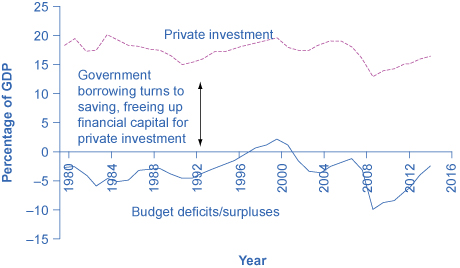 25
20
15
10
5
0
–5
–10
–15
Percentage of GDP
Private investment
Government
borrowing turns to
saving, freeing up
financial capital for
private investment
1980
1984
1988
1992
1996
2000
2004
2008
2012
2016
Budget deficits/surpluses
Year